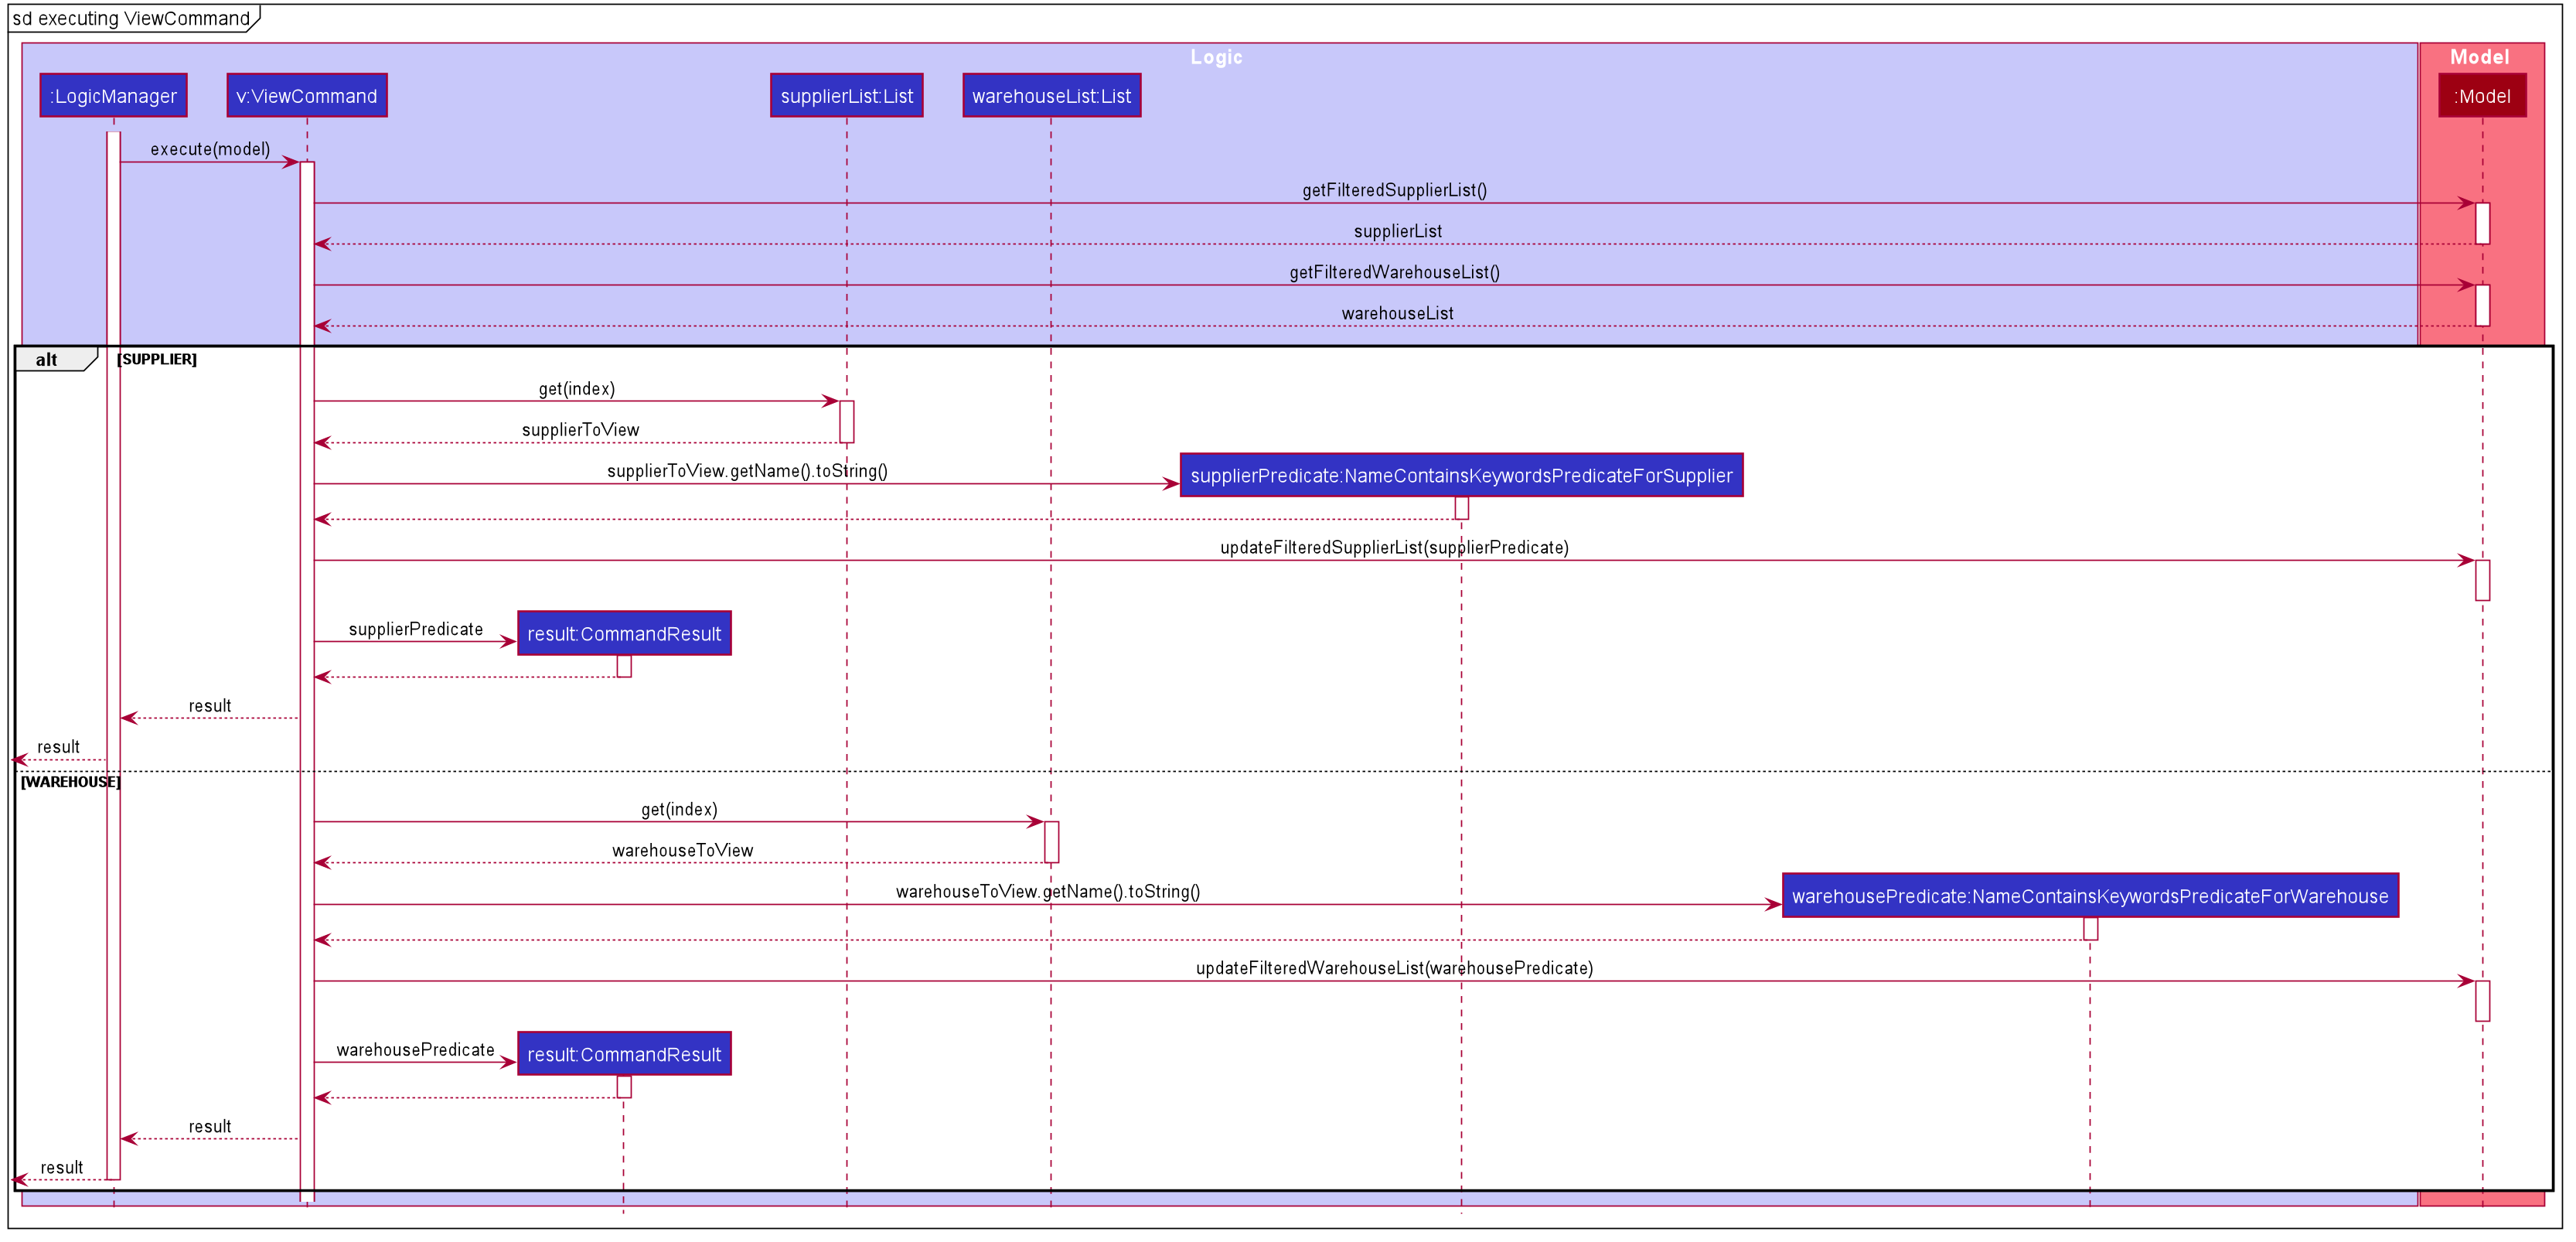 sd executing ViewCommand
Logic
Model
:LogicManager
v:ViewCommand
supplierList:List
warehouseList:List
:Model
execute(model)
getFilteredSupplierList()
supplierList
getFilteredWarehouseList()
warehouseList
alt
[SUPPLIER]
get(index)
supplierToView
supplierToView.getName().toString()
supplierPredicate:NameContainsKeywordsPredicateForSupplier
updateFilteredSupplierList(supplierPredicate)
supplierPredicate
result:CommandResult
result
result
[WAREHOUSE]
get(index)
warehouseToView
warehouseToView.getName().toString()
warehousePredicate:NameContainsKeywordsPredicateForWarehouse
updateFilteredWarehouseList(warehousePredicate)
warehousePredicate
result:CommandResult
result
result